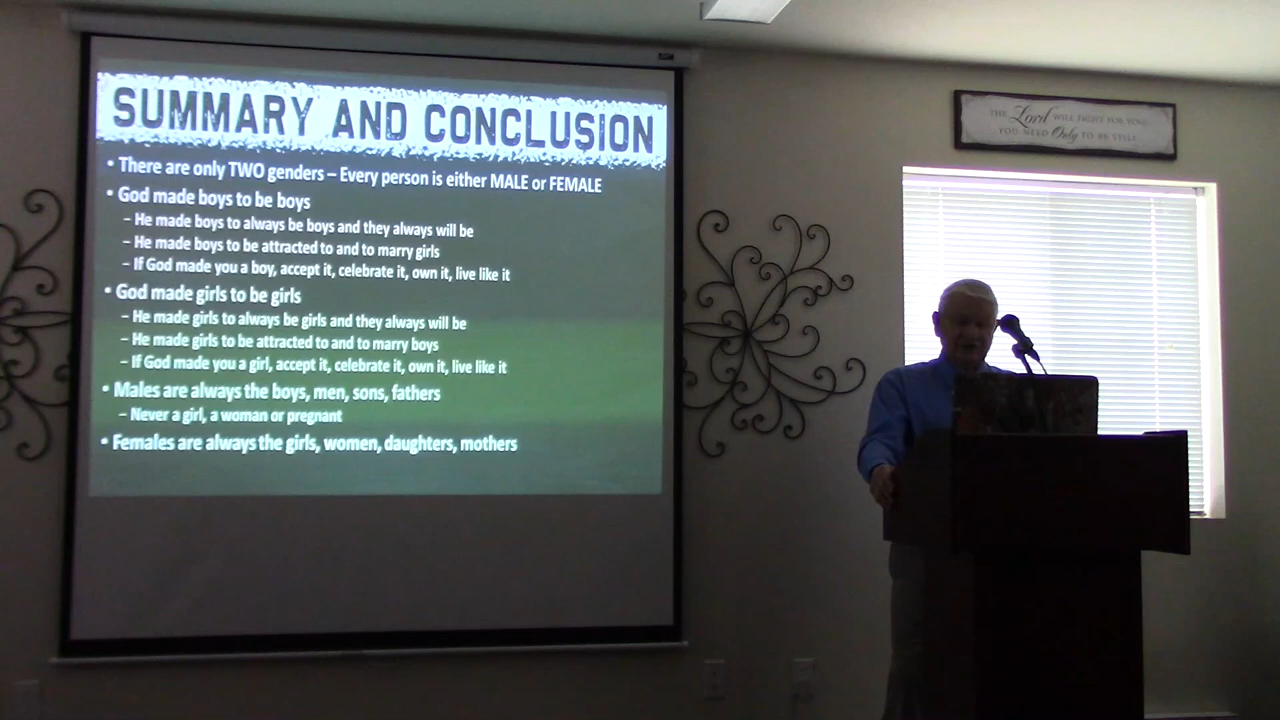 SUMMARY AND CONCLUSION
• There are only TWO genders – Every person is either MALE or FEMALE
• God made boys to be boys
– He made boys to always be boys and they always will be
– He made boys to be attracted to and to marry girls
– If God made you a boy, accept it, celebrate it, own it, live like it
• God made girls to be girls
– He made girls to always be girls and they always will be
– He made girls to be attracted to and to marry boys
– If God made you a girl, accept it, celebrate it, own it, live like it
• Males are always the boys, men, sons, fathers
– Never a girl, a woman or pregnant
• Females are always the girls, women, daughters, mothers
THE Lord WILL FIGHT FOR YOU;
YOU NEED Only TO BE STILL